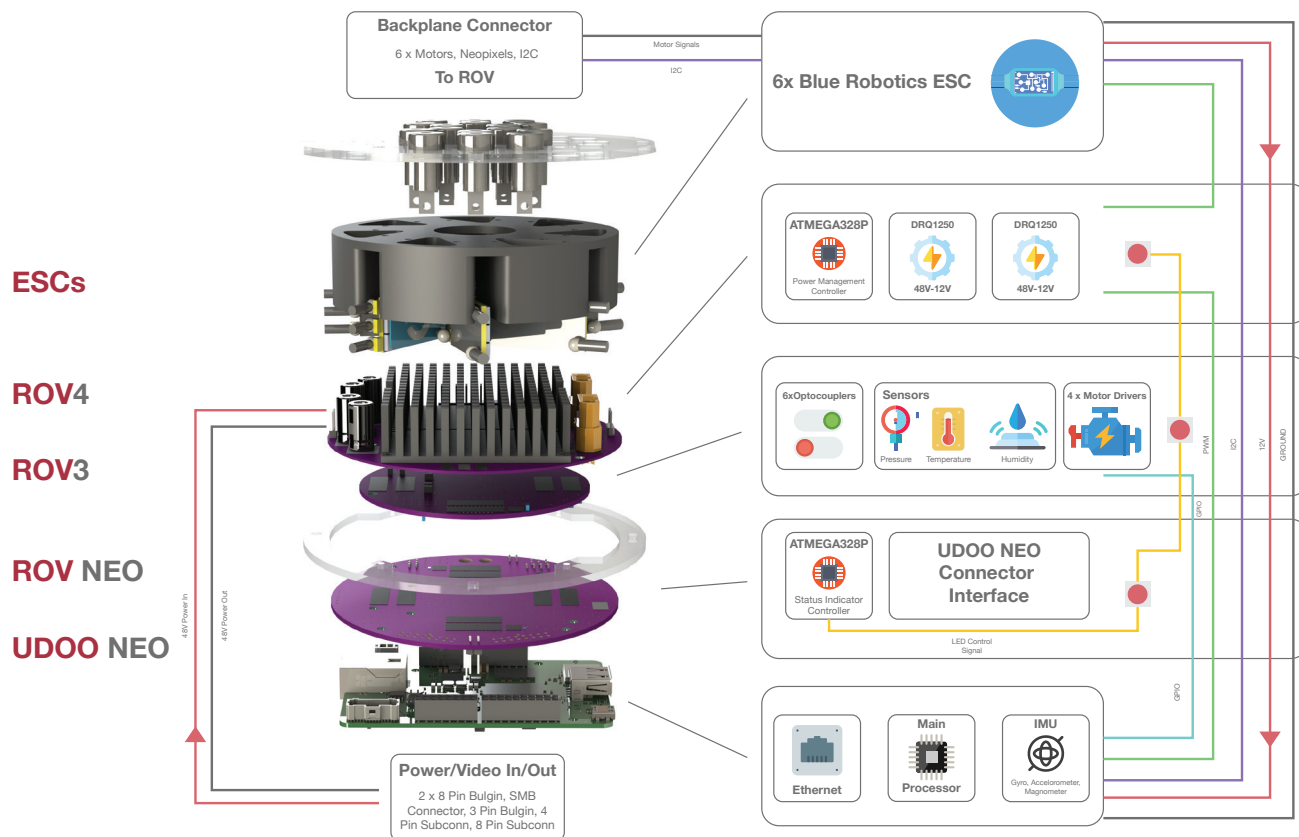 Backplane Connector
6 x Motors, Neopixels, I2C
To ROV
Motor Signals
I2C
6x Blue Robotics ESC
ESCs
ROV4
ROV3
ROV NEO
UDOO NEO
48V Power In
48V Power Out
ATMEGA328P
Power Management
Controller
DRQ1250
48V-12V
DRQ1250
48V-12V
6xOptocouplers
Sensors
Pressure
Temperature
Humidity
4 x Motor Drivers
PWM
I2C
12V
GROUND
GPIO
ATMEGA328P
Status Indicator
Controller
UDOO NEO
Connector
Interface
LED Control
Signal
GPIO
Ethernet
Main
Processor
IMU
Gyro, Accelorometer,
Magnometer
Power/Video In/Out
2 x 8 Pin Bulgin, SMB
Connector, 3 Pin Bulgin, 4
Pin Subconn, 8 Pin Subconn